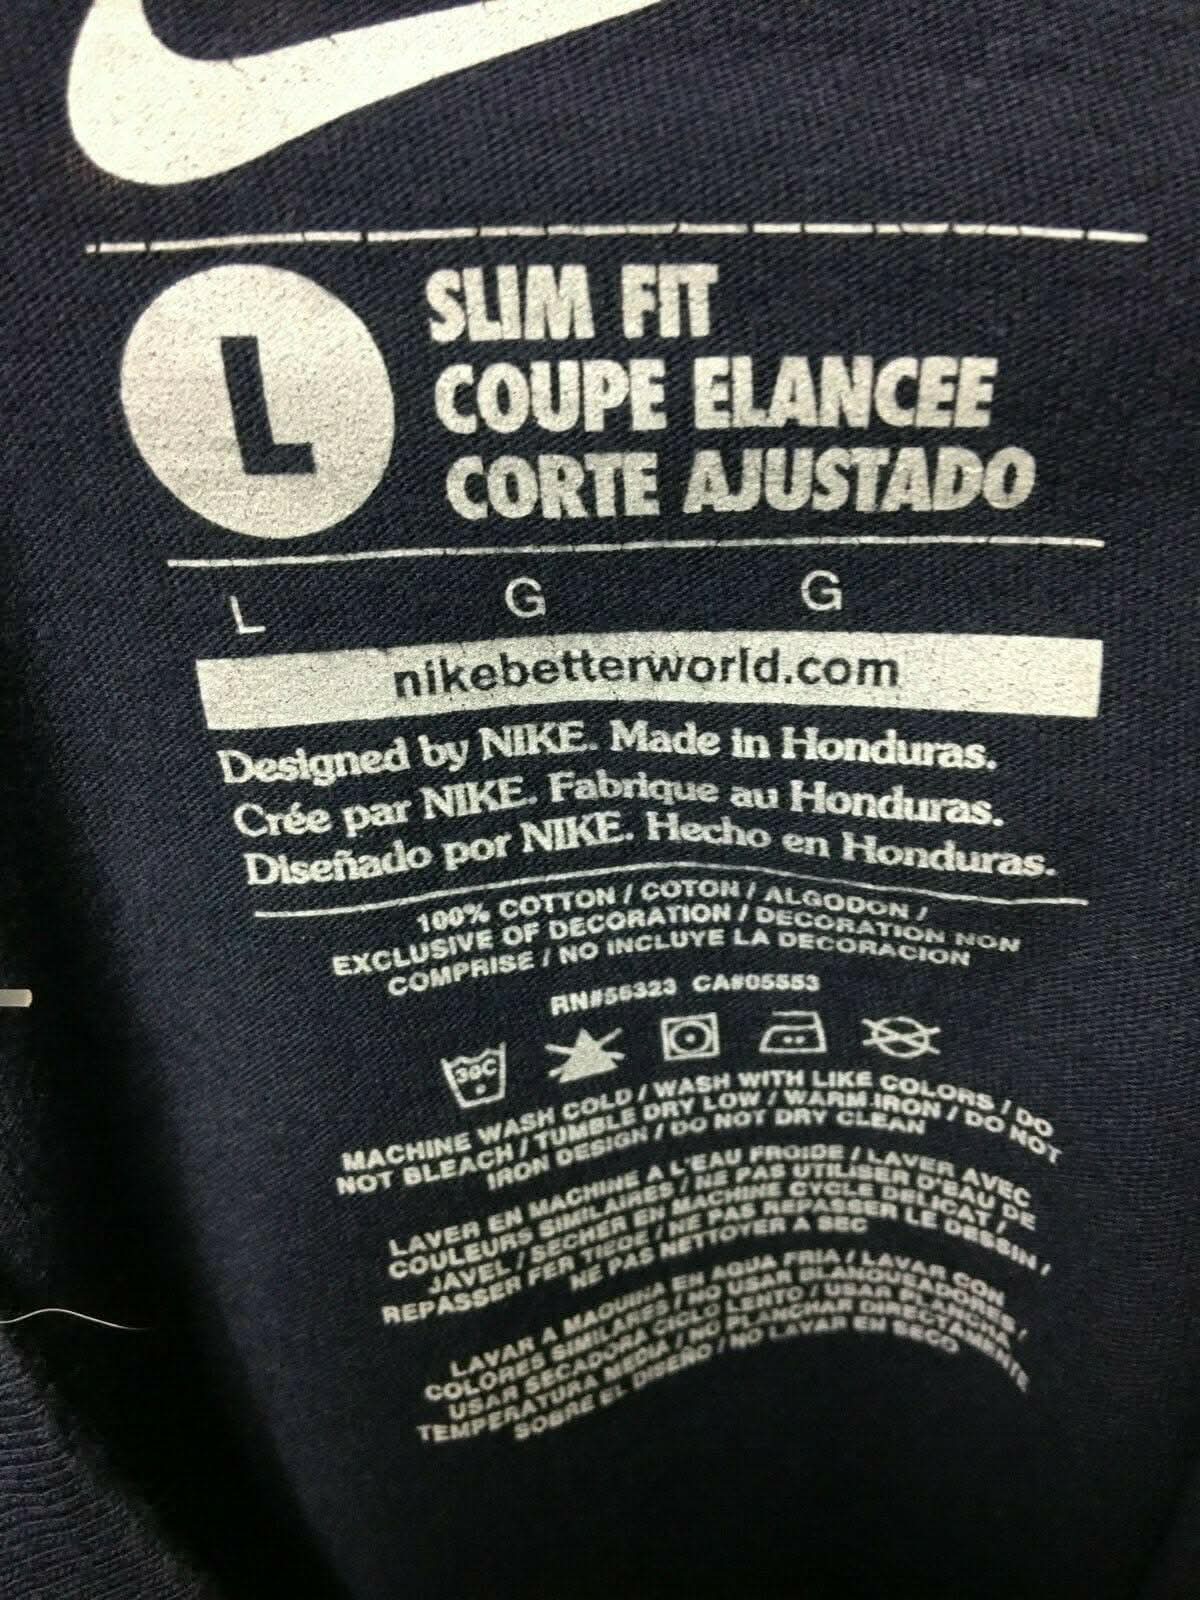 L
SLIM FIT
COUPE ELANCEE
CORTE AJUSTADO
L G G
nikebetterworld.com
Designed by NIKE. Made in Honduras.
Crée par NIKE. Fabrique au Honduras.
Diseñado por NIKE. Hecho en Honduras.
100% COTTON / COTON / ALGODON /
EXCLUSIVE OF DECORATION / DECORATION NON
COMPRISE / NO INCLUYE LA DECORACION
RN#56323 CA#05553
30C
MACHINE WASH COLD / WASH WITH LIKE COLORS / DO
NOT BLEACH / TUMBLE DRY LOW / WARM IRON / DO NOT
IRON DESIGN / DO NOT DRY CLEAN
LAVER EN MACHINE A L'EAU FROIDE / LAVER AVEC
COULEURS SIMILAIRES / NE PAS UTILISER D'EAU DE
JAVEL / SECHER EN MACHINE CYCLE DELICAT /
REPASSER FER TIEDE / NE PAS REPASSER LE DESSIN /
NE PAS NETTOYER A SEC
LAVAR A MAQUINA EN AGUA FRIA / LAVAR CON
COLORES SIMILARES / NO USAR BLANQUEADORES /
USAR SECADORA CICLO LENTO / USAR PLANCHA
TEMPERATURA MEDIA / NO PLANCHAR DIRECTAMENTE
SOBRE EL DISEÑO / NO LAVAR EN SECO